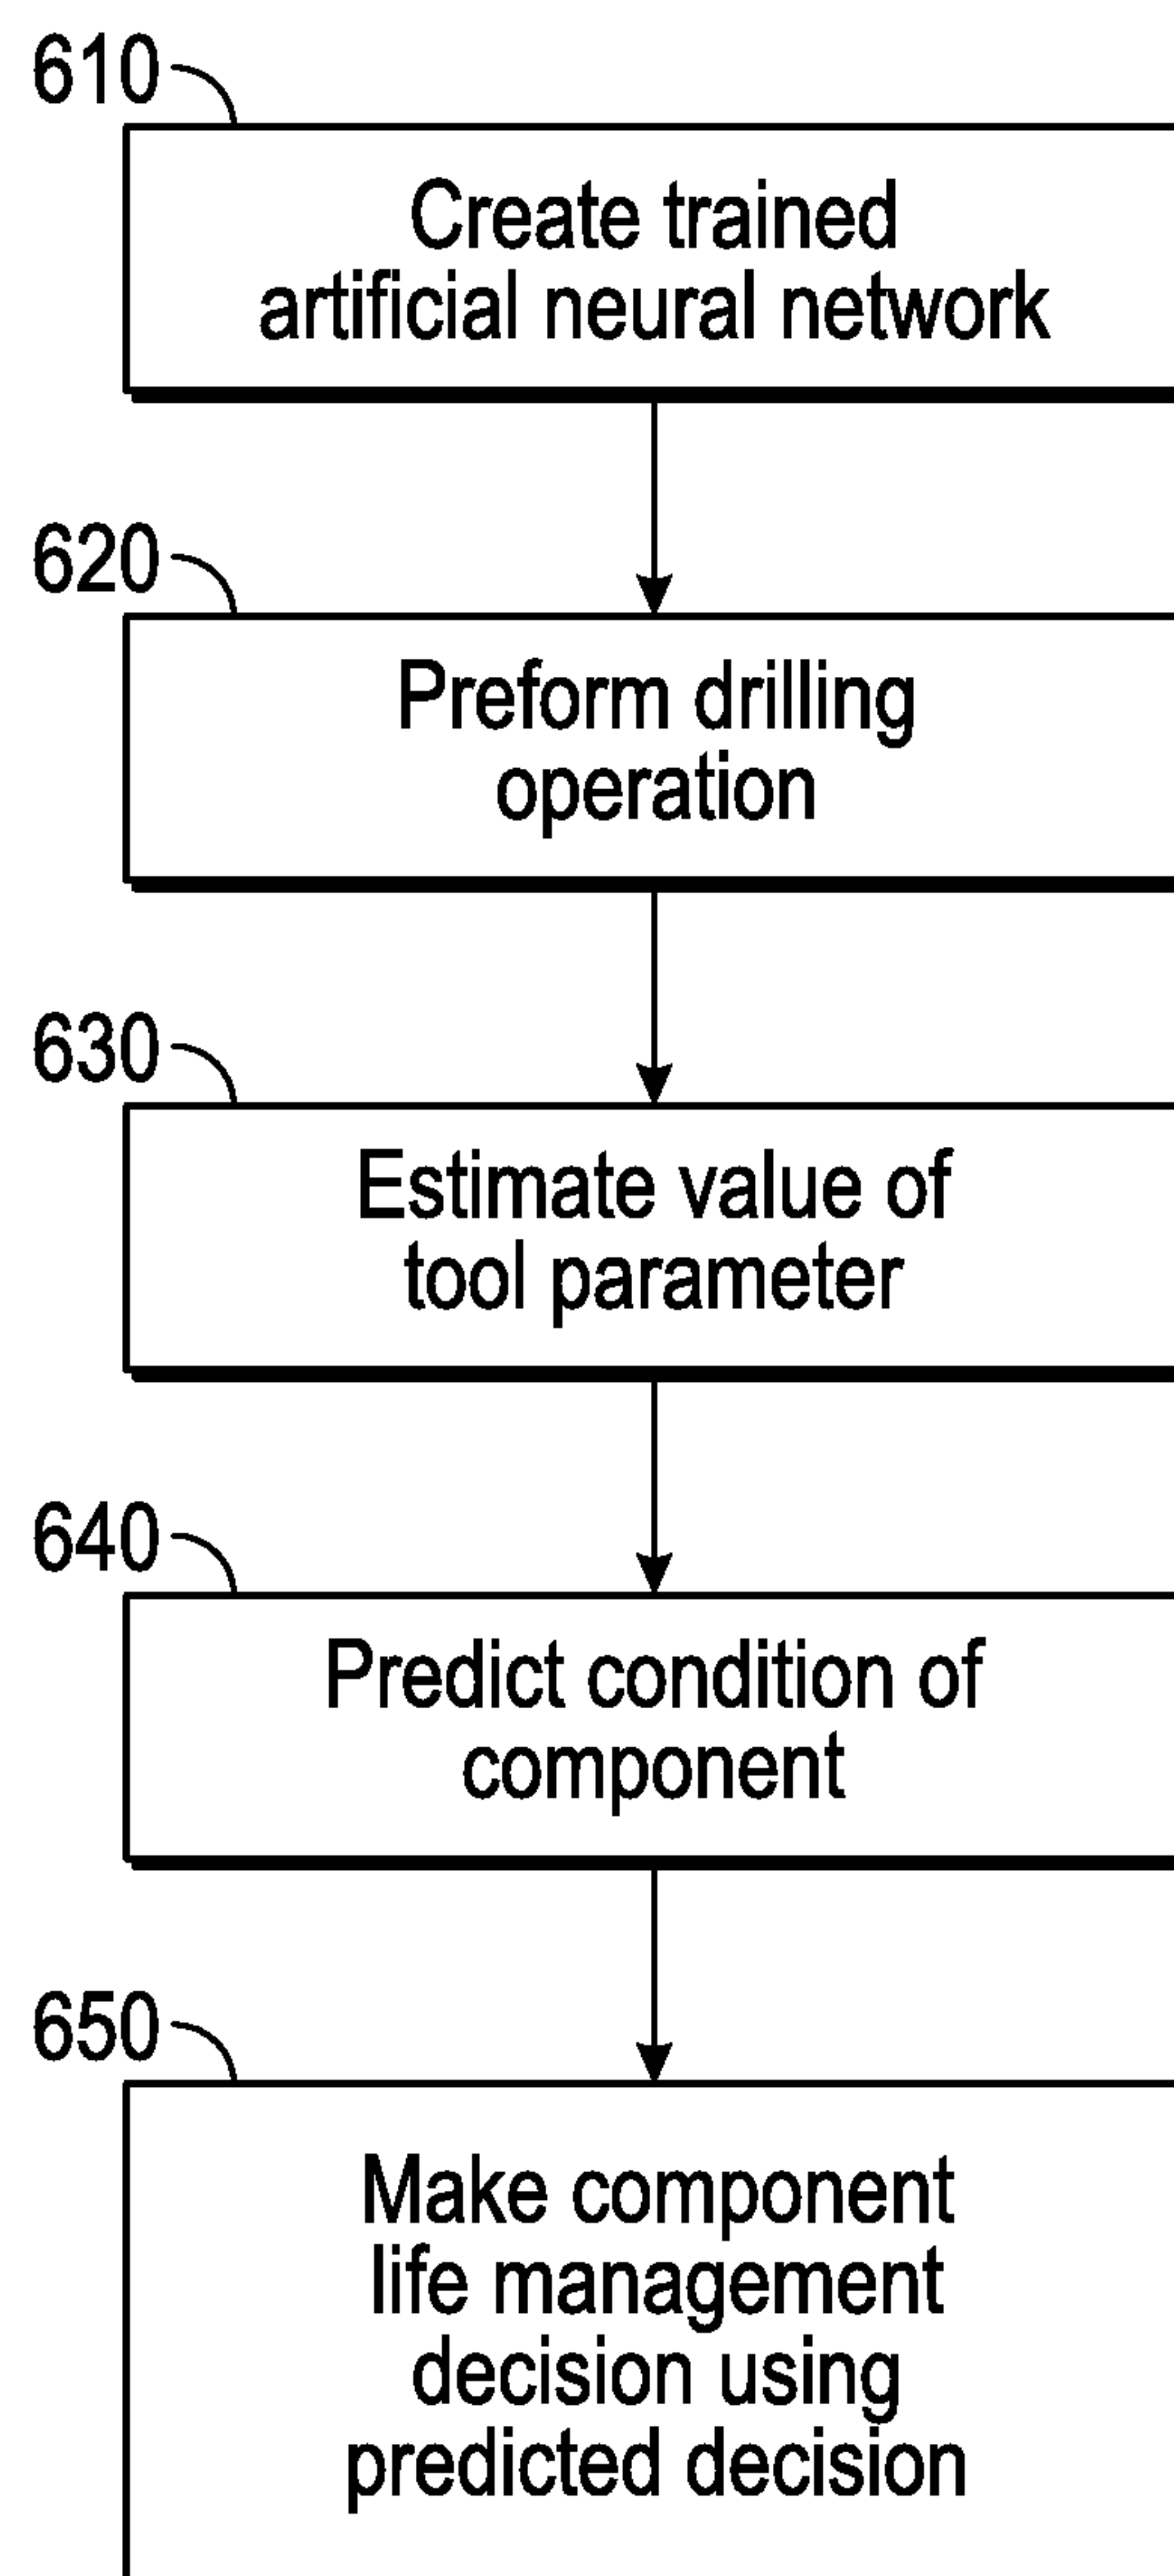 610
Create trained
artificial neural network
620
Preform drilling
operation
630
Estimate value of
tool parameter
640
Predict condition of
component
650
Make component
life management
decision using
predicted decision